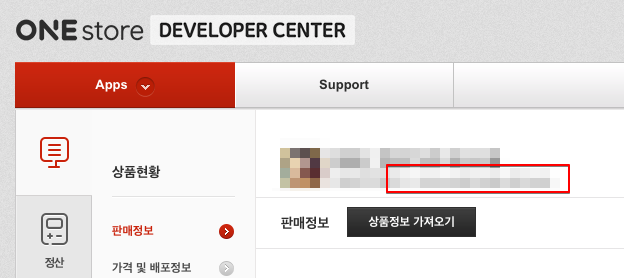 ONE store DEVELOPER CENTER
Apps Support
상품현황
판매정보
가격 및 배포정보
정산
판매정보 상품정보 가져오기